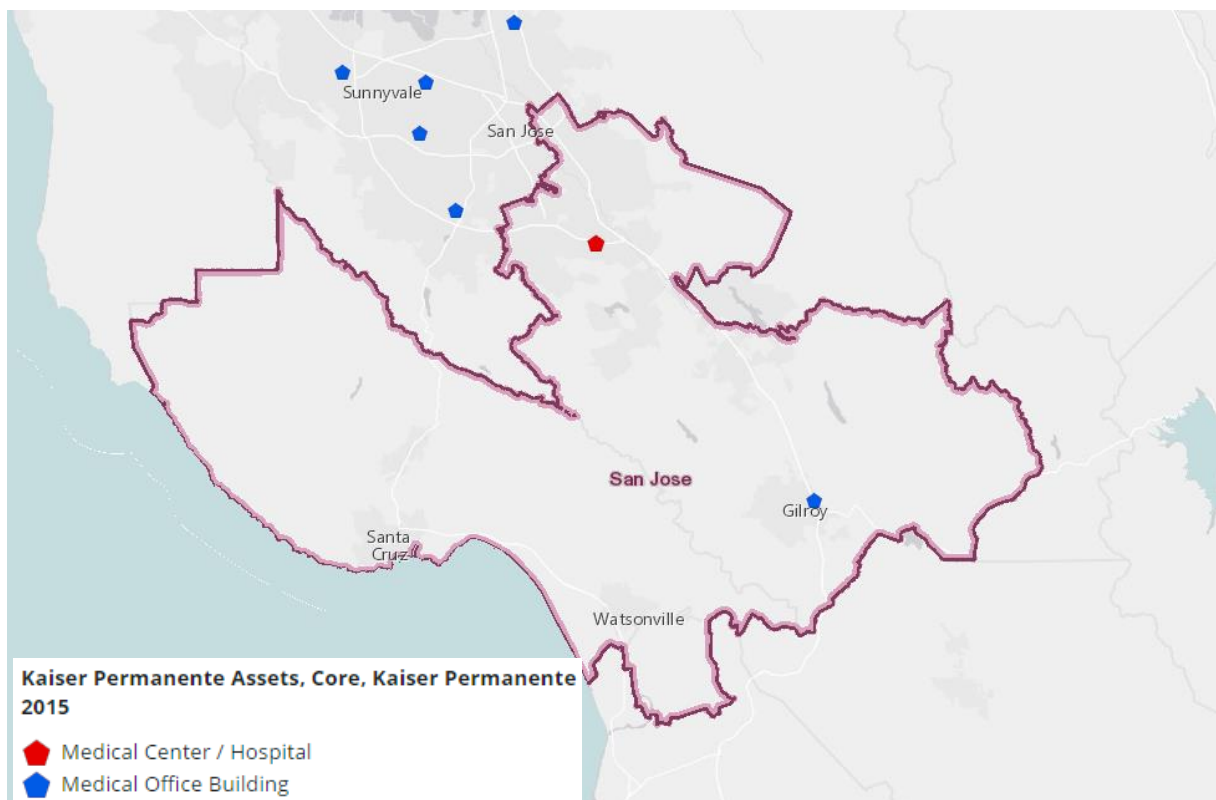 Sunnyvale
San Jose
San Jose
Gilroy
Santa
Cruz
Watsonville
Kaiser Permanente Assets, Core, Kaiser Permanente
2015
Medical Center / Hospital
Medical Office Building